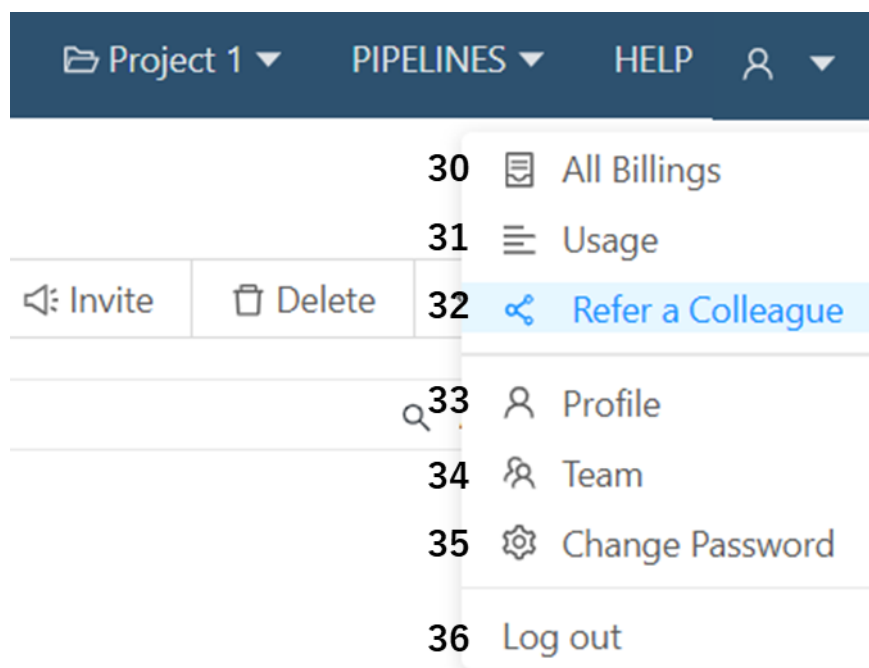 Project 1 PIPELINES HELP
30 All Billings
31 Usage
Invite Delete 32 Refer a Colleague
33 Profile
34 Team
35 Change Password
36 Log out